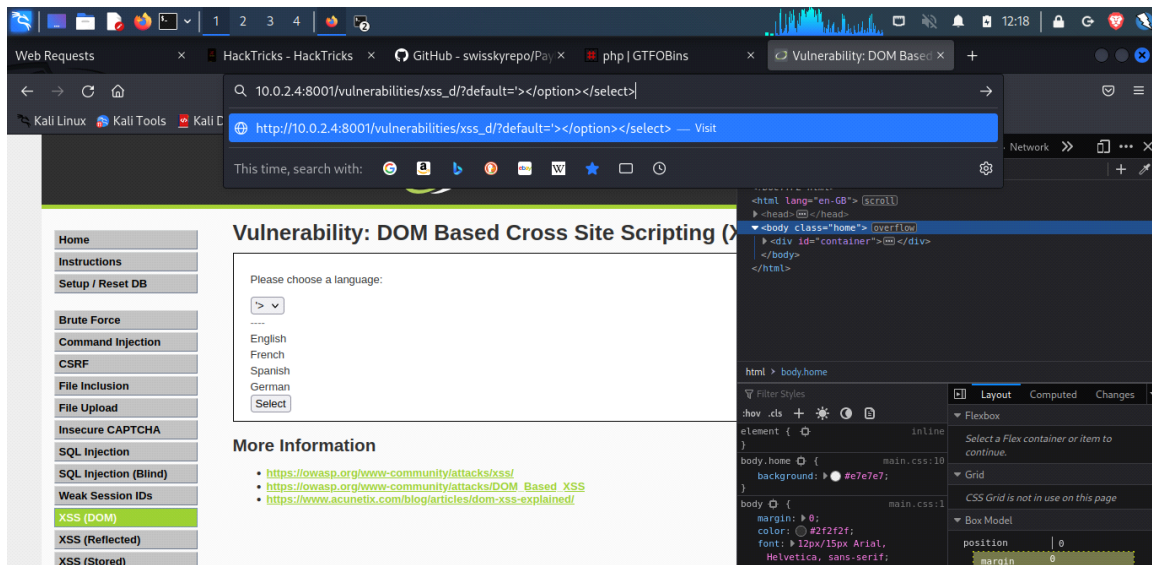 1 2 3 4 12:18
Web Requests HackTricks - HackTricks GitHub - swisskyrepo/Pay php | GTFOBins Vulnerability: DOM Based
10.0.2.4:8001/vulnerabilities/xss_d/?default='></option></select>
Kali Linux Kali Tools Kali D
http://10.0.2.4:8001/vulnerabilities/xss_d/?default='></option></select> — Visit
This time, search with:
Network
<html lang="en-GB"> scroll
<head> </head>
<body class="home"> overflow
<div id="container"> </div>
</body>
</html>
Home
Instructions
Setup / Reset DB
Brute Force
Command Injection
CSRF
File Inclusion
File Upload
Insecure CAPTCHA
SQL Injection
SQL Injection (Blind)
Weak Session IDs
XSS (DOM)
XSS (Reflected)
XSS (Stored)
Vulnerability: DOM Based Cross Site Scripting (X
Please choose a language:
'>
----
English
French
Spanish
German
Select
More Information
https://owasp.org/www-community/attacks/xss/
https://owasp.org/www-community/attacks/DOM_Based_XSS
https://www.acunetix.com/blog/articles/dom-xss-explained/
html > body.home
Filter Styles
:hov .cls +
element { inline
}
body.home { main.css:10
background: #e7e7e7;
}
body { main.css:1
margin: 0;
color: #2f2f2f;
font: 12px/15px Arial,
Helvetica, sans-serif;
Layout Computed Changes
Flexbox
Select a Flex container or item to
continue.
Grid
CSS Grid is not in use on this page
Box Model
position 0
margin 0